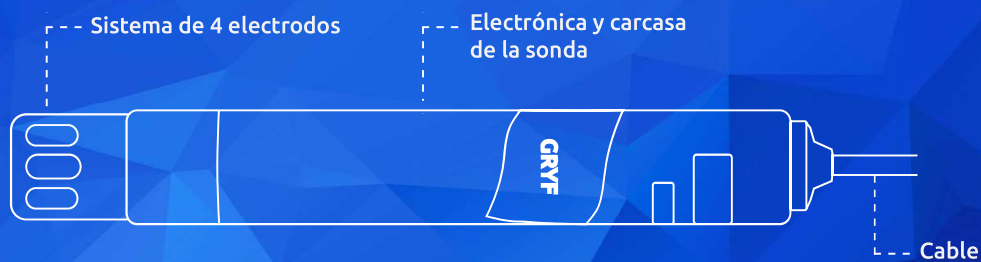 Sistema de 4 electrodos
Electrónica y carcasa
de la sonda
GRYF
Cable